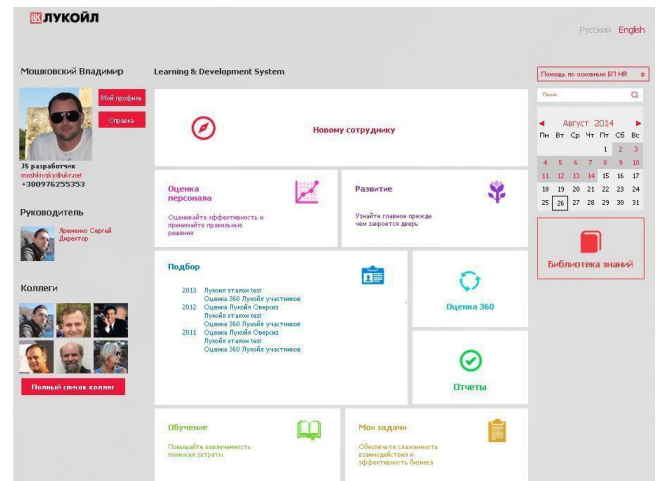 ЛУКОЙЛ
Русский English
Мошковский Владимир
Learning & Development System
Помощь по основным БП HR
Мой профиль
Справка
Поиск
JS разработчик
moshkivsky@ukr.net
+380976255353
Новому сотруднику
Август 2014
Пн Вт Ср Чт Пт Сб Вс
1 2 3
4 5 6 7 8 9 10
11 12 13 14 15 16 17
18 19 20 21 22 23 24
25 26 27 28 29 30 31
Руководитель
Яременко Сергей
Директор
Оценка
персонала
Оценивайте эффективность и
принимайте правильные
решения
Развитие
Узнайте главное прежде
чем закроется дверь
Библиотека знаний
Коллеги
Полный список коллег
Подбор
2013 Лукоил эталон test
Оценка 360 Лукойл участников
2012 Оценка Лукойл Оверсиз
Лукойл эталон test
Оценка 360 Лукойл участников
2011 Оценка Лукойл Оверсиз
Лукойл эталон test
Оценка 360 Лукойл участников
Оценка 360
Отчеты
Обучение
Повышайте вовлеченность
понижая затраты
Мои задачи
Обеспечьте слаженность
взаимодействия и
эффективность бизнеса